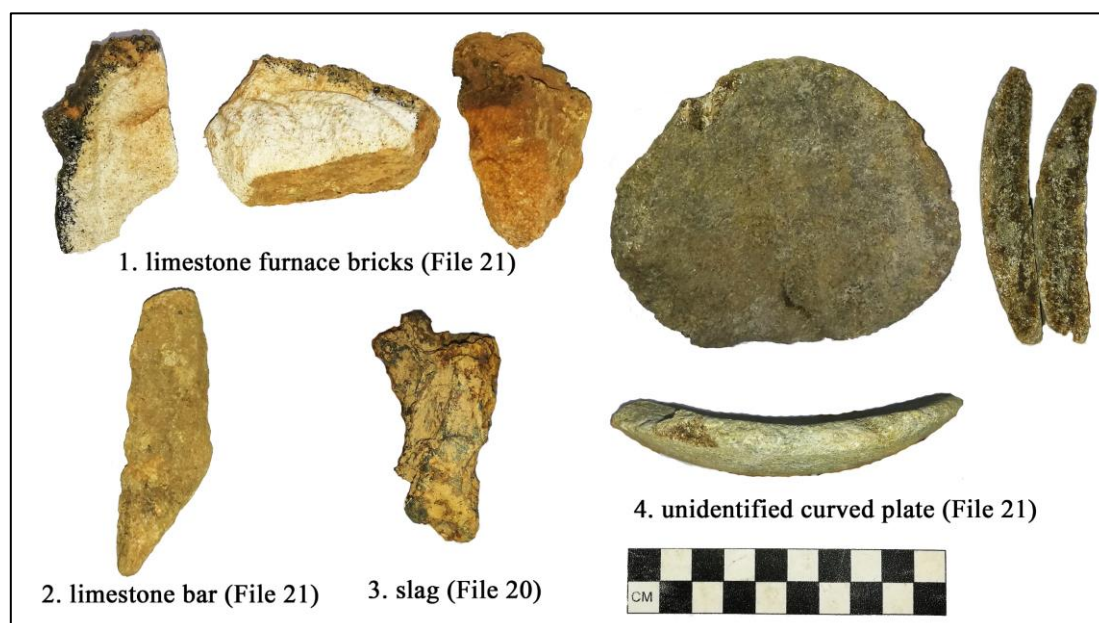 1. limestone furnace bricks (File 21)
2. limestone bar (File 21)
3. slag (File 20)
4. unidentified curved plate (File 21)
CM